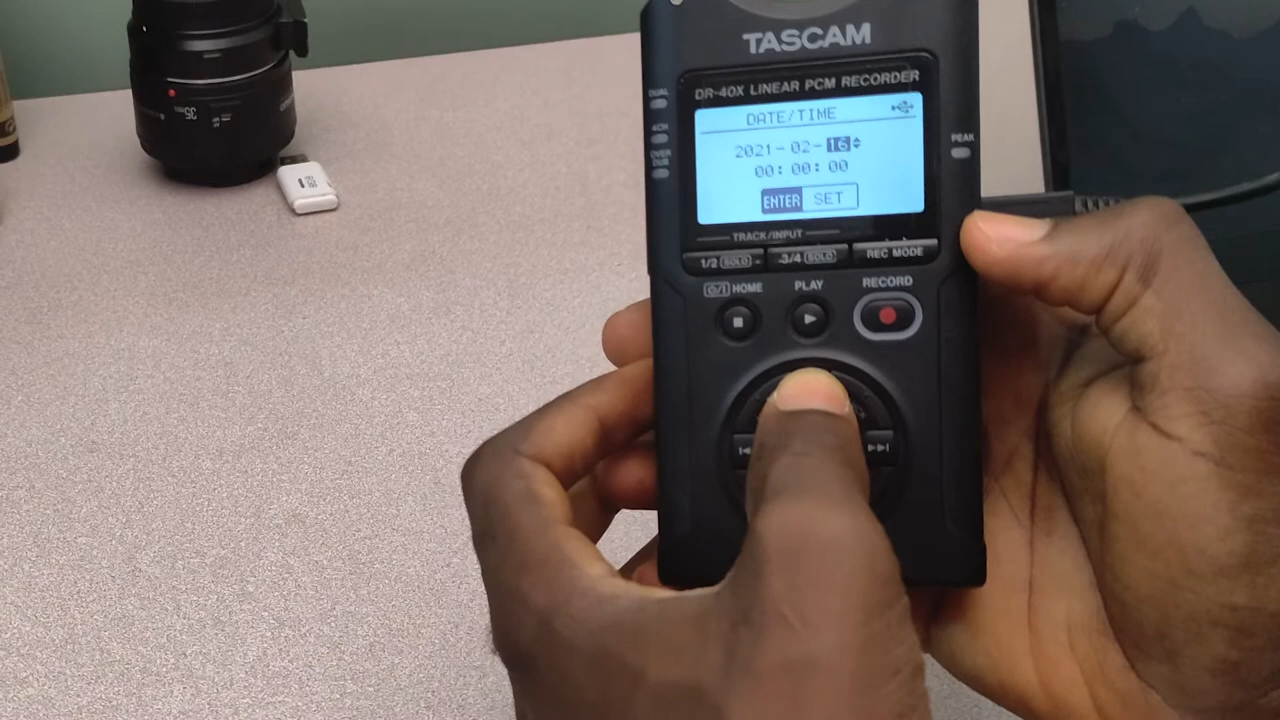 TASCAM
DR-40X LINEAR PCM RECORDER
DATE/TIME
2021-02-16
00:00:00
ENTER SET
DUAL
4CH
OVER
DUB
PEAK
TRACK/INPUT
1/2 SOLO
3/4 SOLO
REC MODE
HOME
PLAY
RECORD
35mm